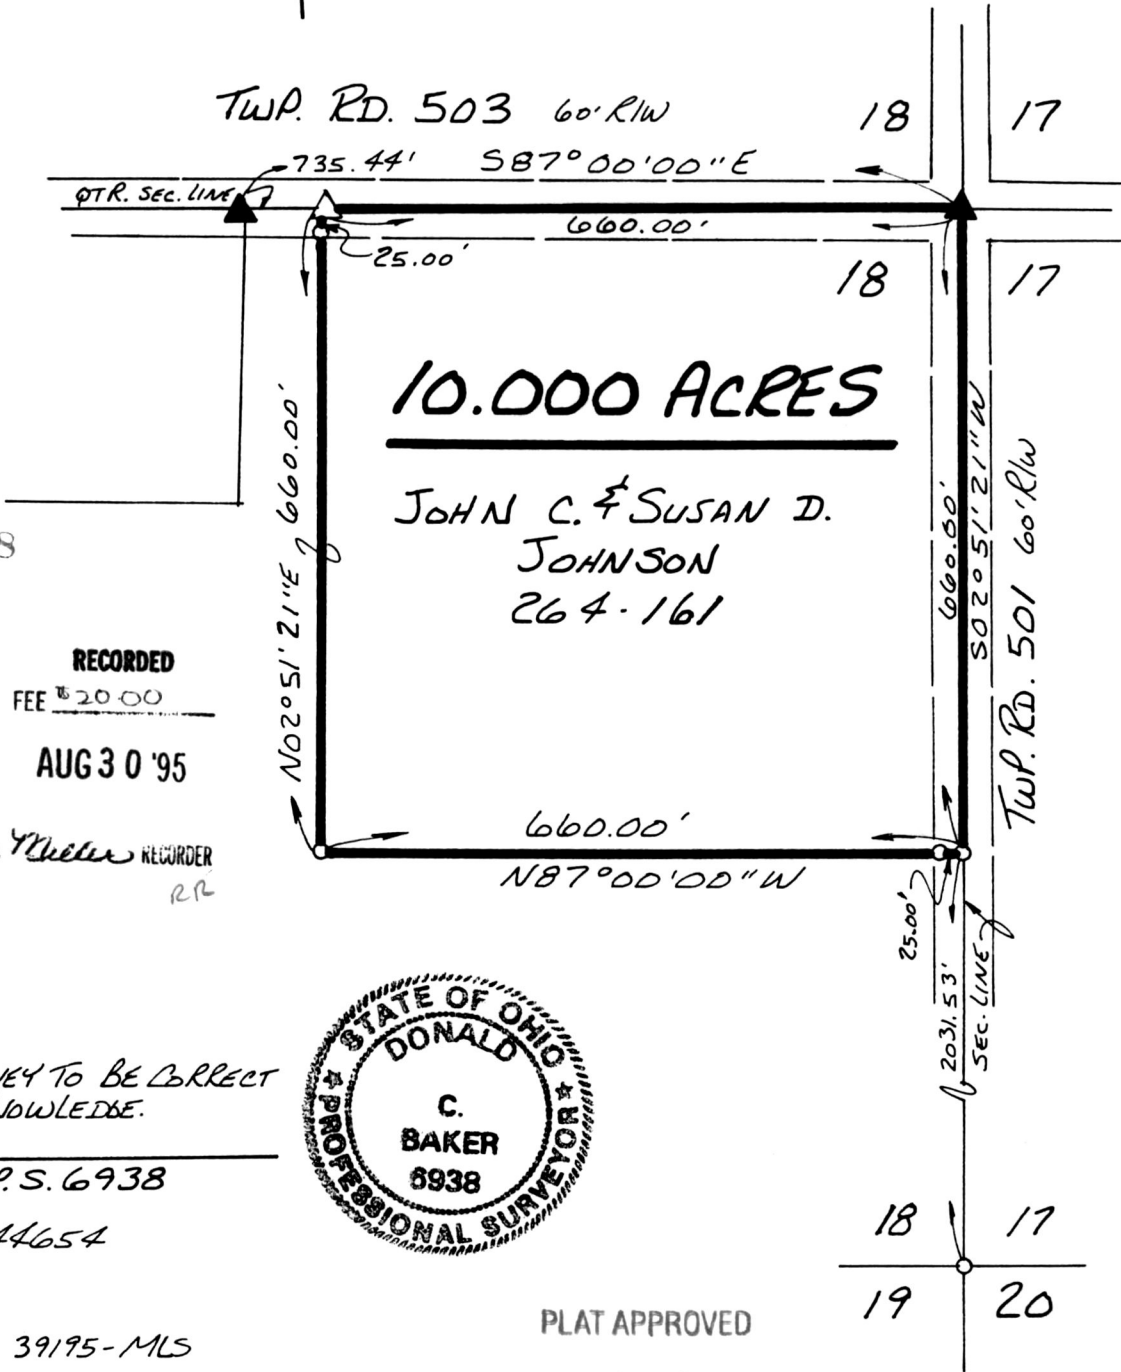 TWP. RD. 503 60' R/W
18 17
735.44' S87°00'00"E
QTR. SEC. LINE
660.00'
25.00'
18 17
10.000 ACRES
JOHN C. & SUSAN D.
JOHNSON
264-161
N02°51'21"E 660.00'
660.00'
S02°51'21"W
TWP. RD. 501 60' R/W
8
RECORDED
FEE $20.00
AUG 30 '95
Miller RECORDER
RR
660.00'
N87°00'00"W
25.00'
2031.53'
SEC. LINE
STATE OF OHIO
DONALD
C.
BAKER
6938
PROFESSIONAL SURVEYOR
EY TO BE CORRECT
NOWLEDGE.
P.S. 6938
44654
39195-MLS
PLAT APPROVED
18 17
19 20